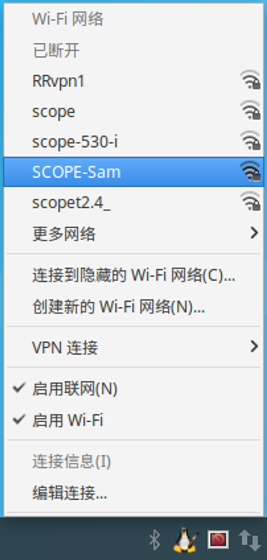 Wi-Fi 网络
已断开
RRvpn1
scope
scope-530-i
SCOPE-Sam
scopet2.4_
更多网络
连接到隐藏的 Wi-Fi 网络(C)...
创建新的 Wi-Fi 网络(N)...
VPN 连接
启用联网(N)
启用 Wi-Fi
连接信息(I)
编辑连接...